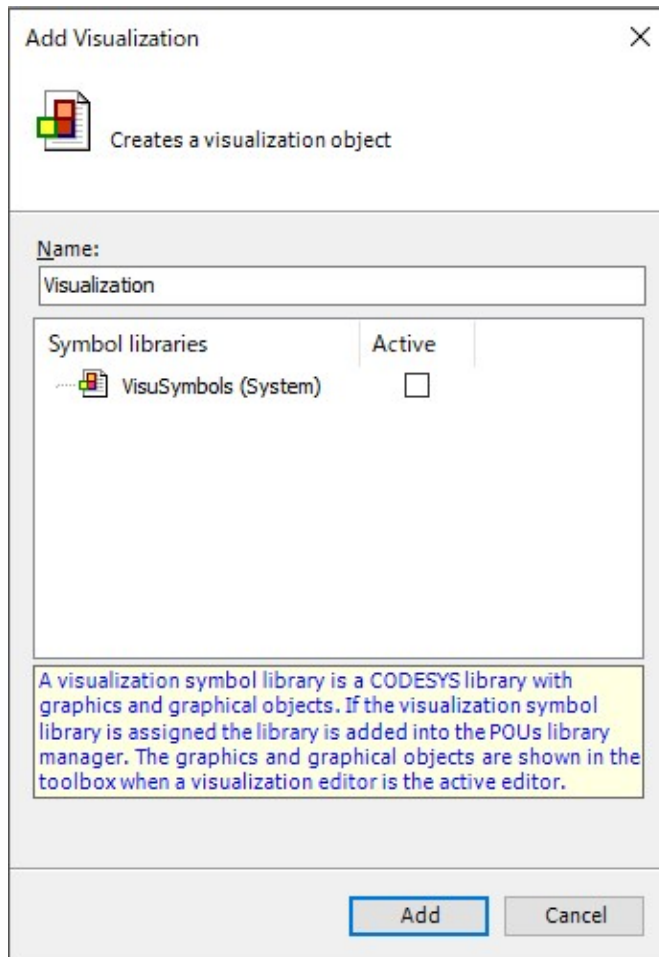 Add Visualization
Creates a visualization object
Name:
Visualization
Symbol libraries Active
VisuSymbols (System)
A visualization symbol library is a CODESYS library with
graphics and graphical objects. If the visualization symbol
library is assigned the library is added into the POUs library
manager. The graphics and graphical objects are shown in the
toolbox when a visualization editor is the active editor.
Add Cancel